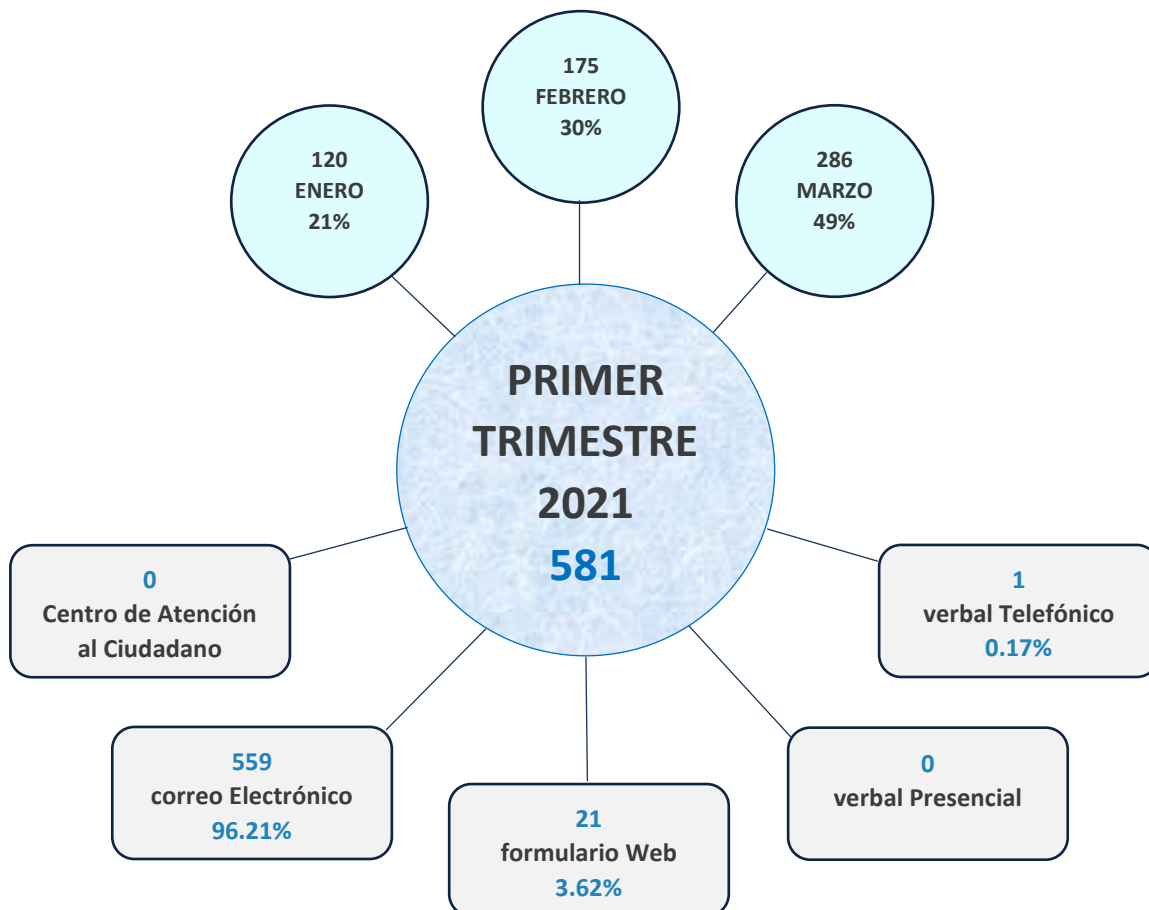 175
FEBRERO
30%
120
ENERO
21%
286
MARZO
49%
PRIMER
TRIMESTRE
2021
581
0
Centro de Atención
al Ciudadano
1
verbal Telefónico
0.17%
559
correo Electrónico
96.21%
0
verbal Presencial
21
formulario Web
3.62%